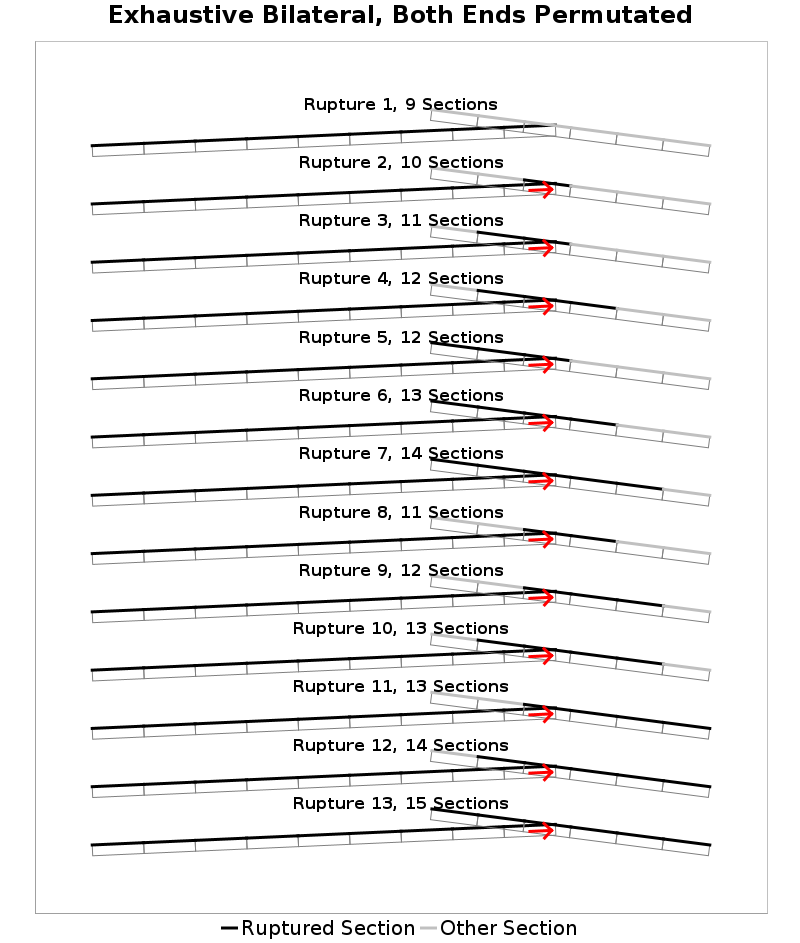 Exhaustive Bilateral, Both Ends Permutated
Rupture 1, 9 Sections
Rupture 2, 10 Sections
Rupture 3, 11 Sections
Rupture 4, 12 Sections
Rupture 5, 12 Sections
Rupture 6, 13 Sections
Rupture 7, 14 Sections
Rupture 8, 11 Sections
Rupture 9, 12 Sections
Rupture 10, 13 Sections
Rupture 11, 13 Sections
Rupture 12, 14 Sections
Rupture 13, 15 Sections
Ruptured Section Other Section